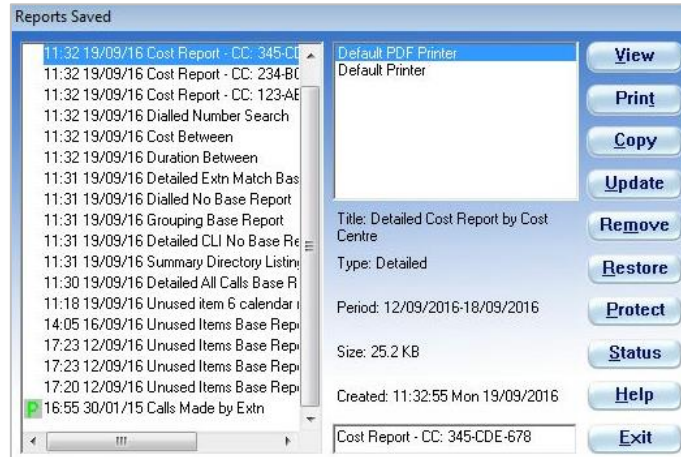 Reports Saved
11:32 19/09/16 Cost Report - CC: 345-CD
11:32 19/09/16 Cost Report - CC: 234-BC
11:32 19/09/16 Cost Report - CC: 123-AB
11:32 19/09/16 Dialled Number Search
11:32 19/09/16 Cost Between
11:32 19/09/16 Duration Between
11:31 19/09/16 Detailed Extn Match Bas
11:31 19/09/16 Dialled No Base Report
11:31 19/09/16 Grouping Base Report
11:31 19/09/16 Detailed CLI No Base Re
11:31 19/09/16 Summary Directory Listin
11:30 19/09/16 Detailed All Calls Base R
11:18 19/09/16 Unused item 6 calendar
14:05 16/09/16 Unused Items Base Rep
17:23 12/09/16 Unused Items Base Rep
17:23 12/09/16 Unused Items Base Rep
17:20 12/09/16 Unused Items Base Rep
P 16:55 30/01/15 Calls Made by Extn
Default PDF Printer
Default Printer
Title: Detailed Cost Report by Cost
Centre
Type: Detailed
Period: 12/09/2016-18/09/2016
Size: 25.2 KB
Created: 11:32:55 Mon 19/09/2016
Cost Report - CC: 345-CDE-678
View
Print
Copy
Update
Remove
Restore
Protect
Status
Help
Exit